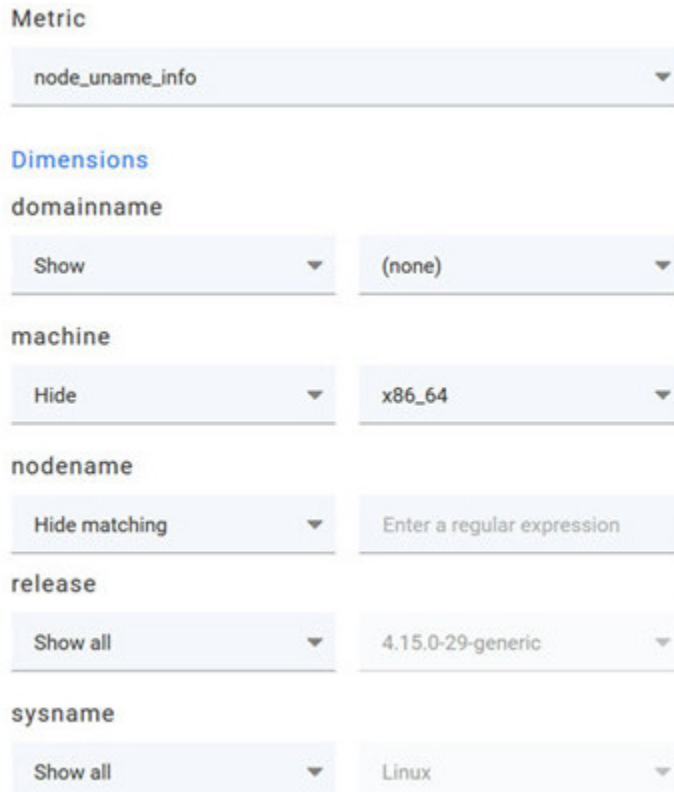 Metric
node_uname_info
Dimensions
domainname
Show (none)
machine
Hide x86_64
nodename
Hide matching Enter a regular expression
release
Show all 4.15.0-29-generic
sysname
Show all Linux